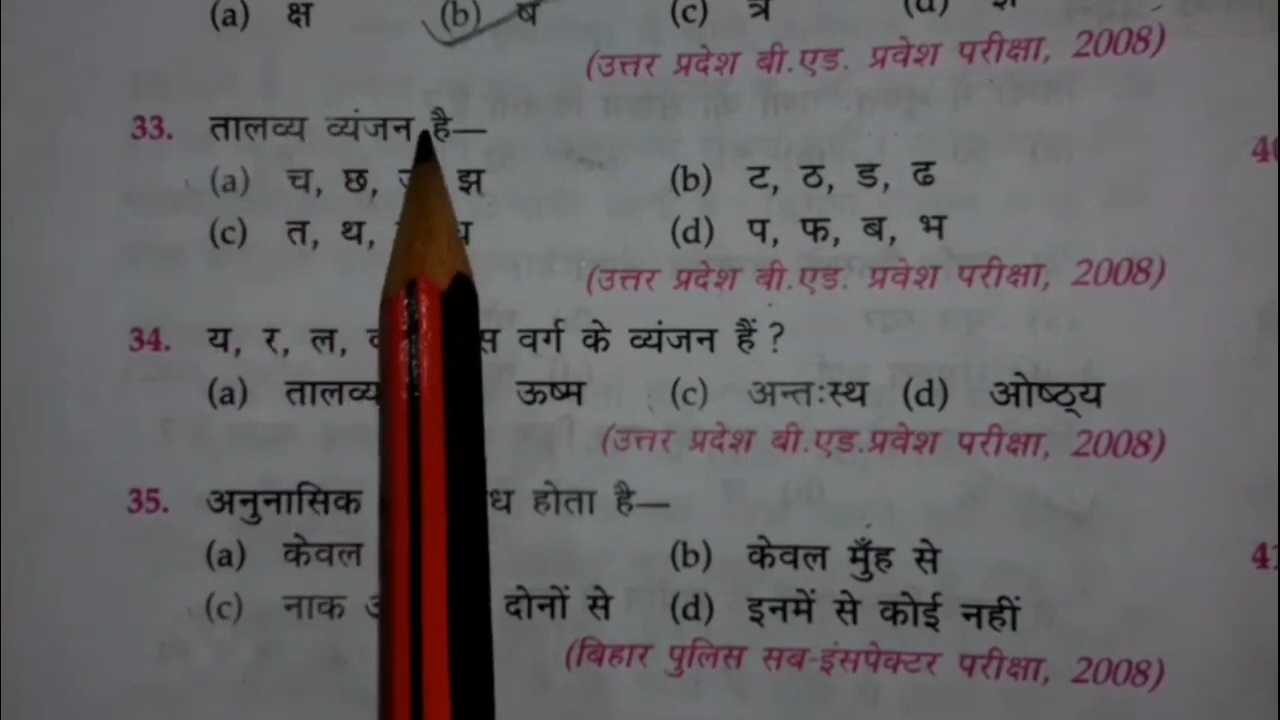 (a) क्ष (b) ष (c) त्र (d)
(उत्तर प्रदेश बी.एड. प्रवेश परीक्षा, 2008)
33. तालव्य व्यंजन है—
(a) च, छ, झ (b) ट, ठ, ड, ढ
(c) त, थ, (d) प, फ, ब, भ
(उत्तर प्रदेश बी.एड. प्रवेश परीक्षा, 2008)
34. य, र, ल, वर्ग के व्यंजन हैं ?
(a) तालव्य ऊष्म (c) अन्तःस्थ (d) ओष्ठ्य
(उत्तर प्रदेश बी.एड.प्रवेश परीक्षा, 2008)
35. अनुनासिक होता है—
(a) केवल (b) केवल मुँह से
(c) नाक दोनों से (d) इनमें से कोई नहीं
(बिहार पुलिस सब-इंसपेक्टर परीक्षा, 2008)